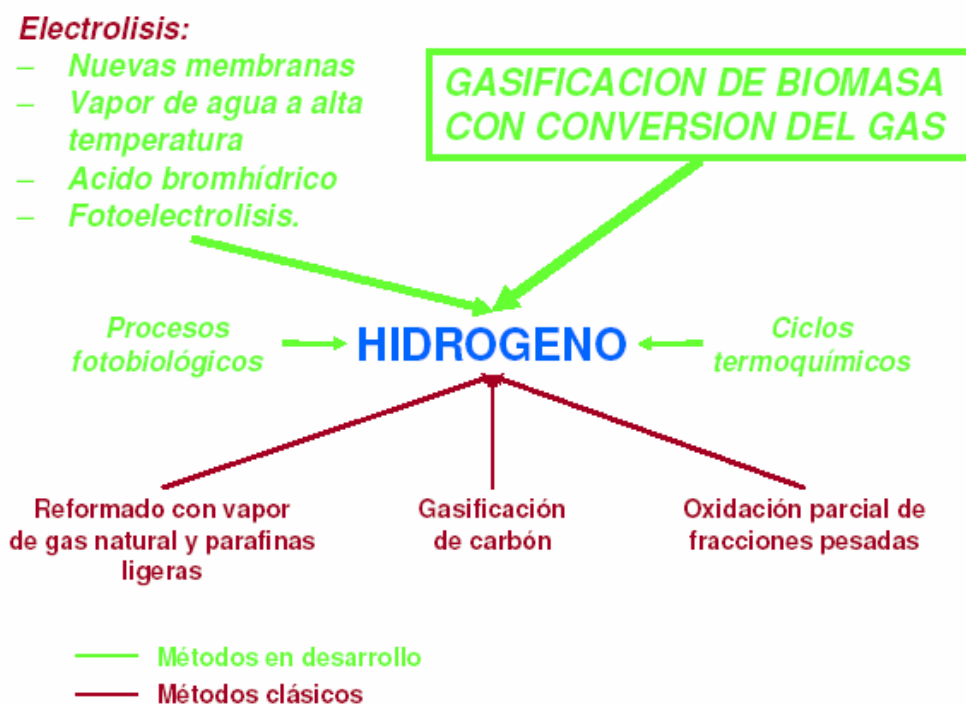 Electrolisis:
– Nuevas membranas
– Vapor de agua a alta
temperatura
– Acido bromhídrico
– Fotoelectrolisis.
GASIFICACION DE BIOMASA
CON CONVERSION DEL GAS
Procesos
fotobiológicos
HIDROGENO
Ciclos
termoquímicos
Reformado con vapor
de gas natural y parafinas
ligeras
Gasificación
de carbón
Oxidación parcial de
fracciones pesadas
Métodos en desarrollo
Métodos clásicos